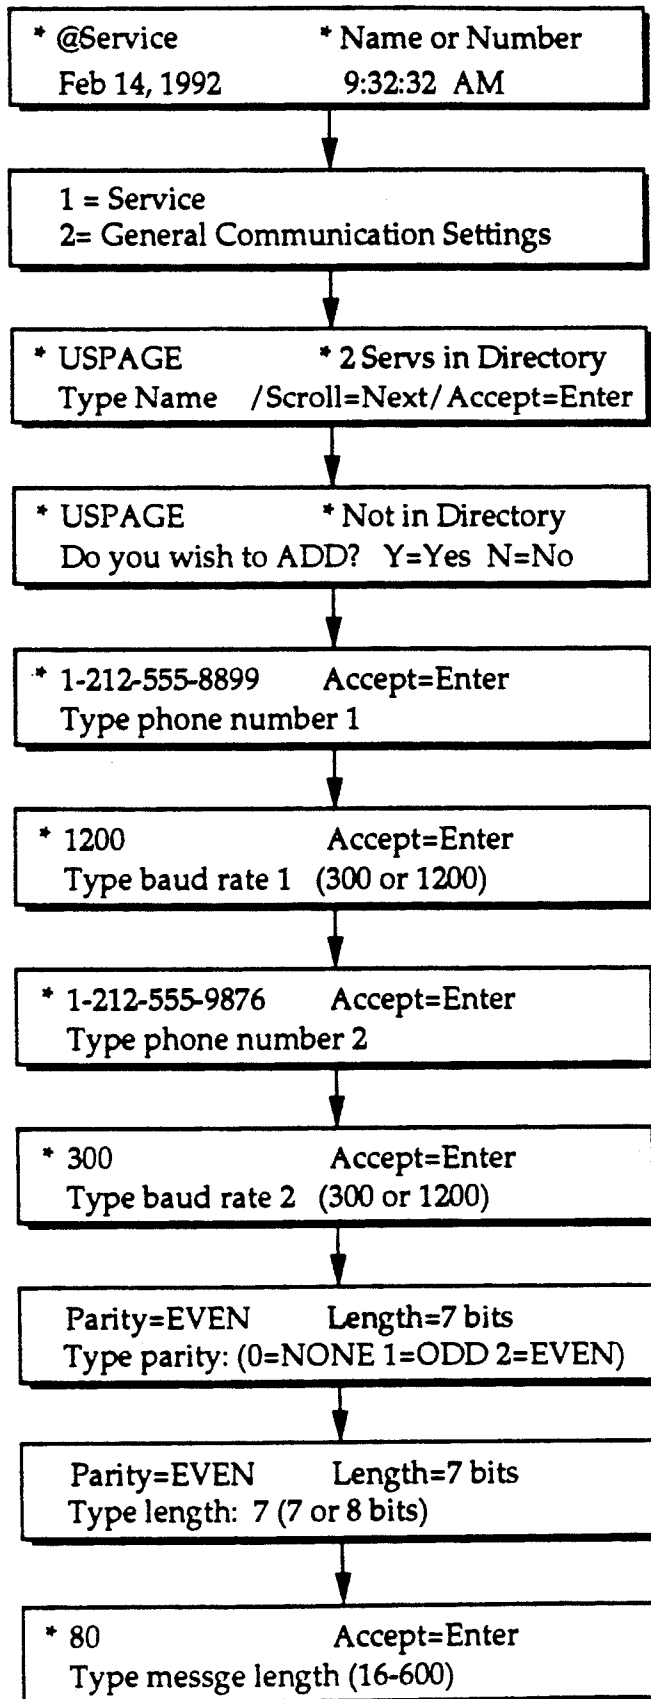 * @Service * Name or Number
Feb 14, 1992 9:32:32 AM
1 = Service
2= General Communication Settings
* USPAGE * 2 Servs in Directory
Type Name /Scroll=Next/Accept=Enter
* USPAGE * Not in Directory
Do you wish to ADD? Y=Yes N=No
* 1-212-555-8899 Accept=Enter
Type phone number 1
* 1200 Accept=Enter
Type baud rate 1 (300 or 1200)
* 1-212-555-9876 Accept=Enter
Type phone number 2
* 300 Accept=Enter
Type baud rate 2 (300 or 1200)
Parity=EVEN Length=7 bits
Type parity: (0=NONE 1=ODD 2=EVEN)
Parity=EVEN Length=7 bits
Type length: 7 (7 or 8 bits)
* 80 Accept=Enter
Type messge length (16-600)